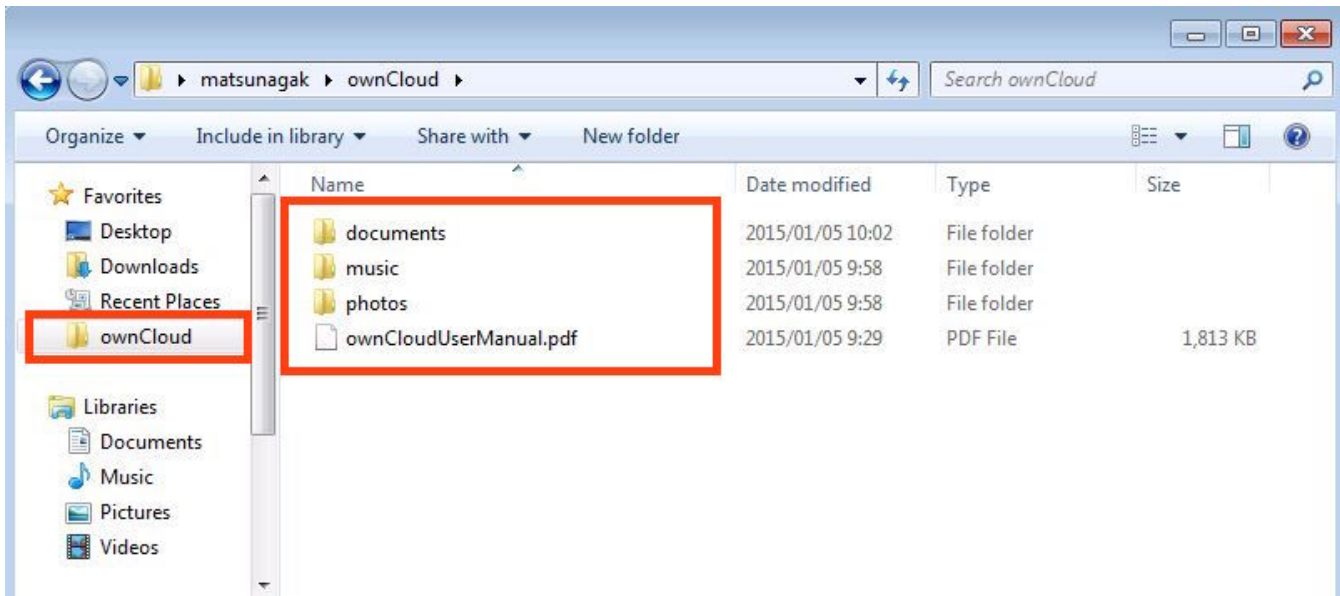 matsunagak ownCloud
Search ownCloud
Organize Include in library Share with New folder
Name Date modified Type Size
Favorites
Desktop
Downloads
Recent Places
ownCloud
Libraries
Documents
Music
Pictures
Videos
documents 2015/01/05 10:02 File folder
music 2015/01/05 9:58 File folder
photos 2015/01/05 9:58 File folder
ownCloudUserManual.pdf 2015/01/05 9:29 PDF File 1,813 KB